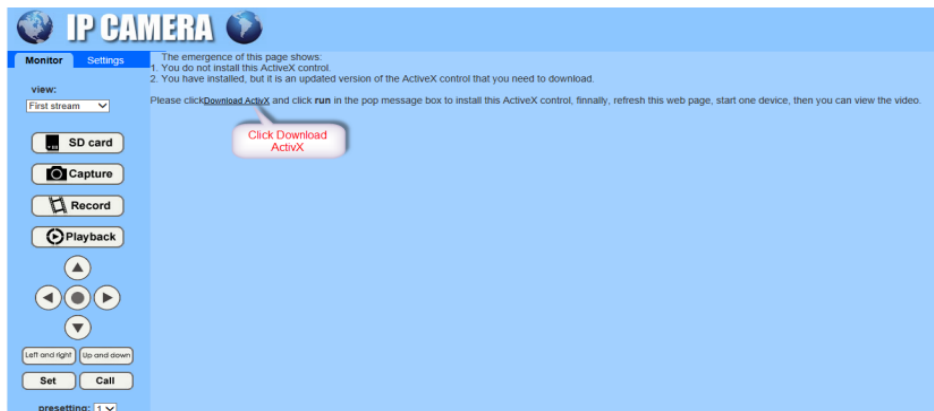 IP CAMERA
Monitor
Settings
The emergence of this page shows:
1. You do not install this ActiveX control.
2. You have installed, but it is an updated version of the ActiveX control that you need to download.
Please clickDownload ActivX and click run in the pop message box to install this ActiveX control, finnally, refresh this web page, start one device, then you can view the video.
Click Download
ActivX
view:
First stream
SD card
Capture
Record
Playback
Left and right
Up and down
Set
Call
presetting: 1